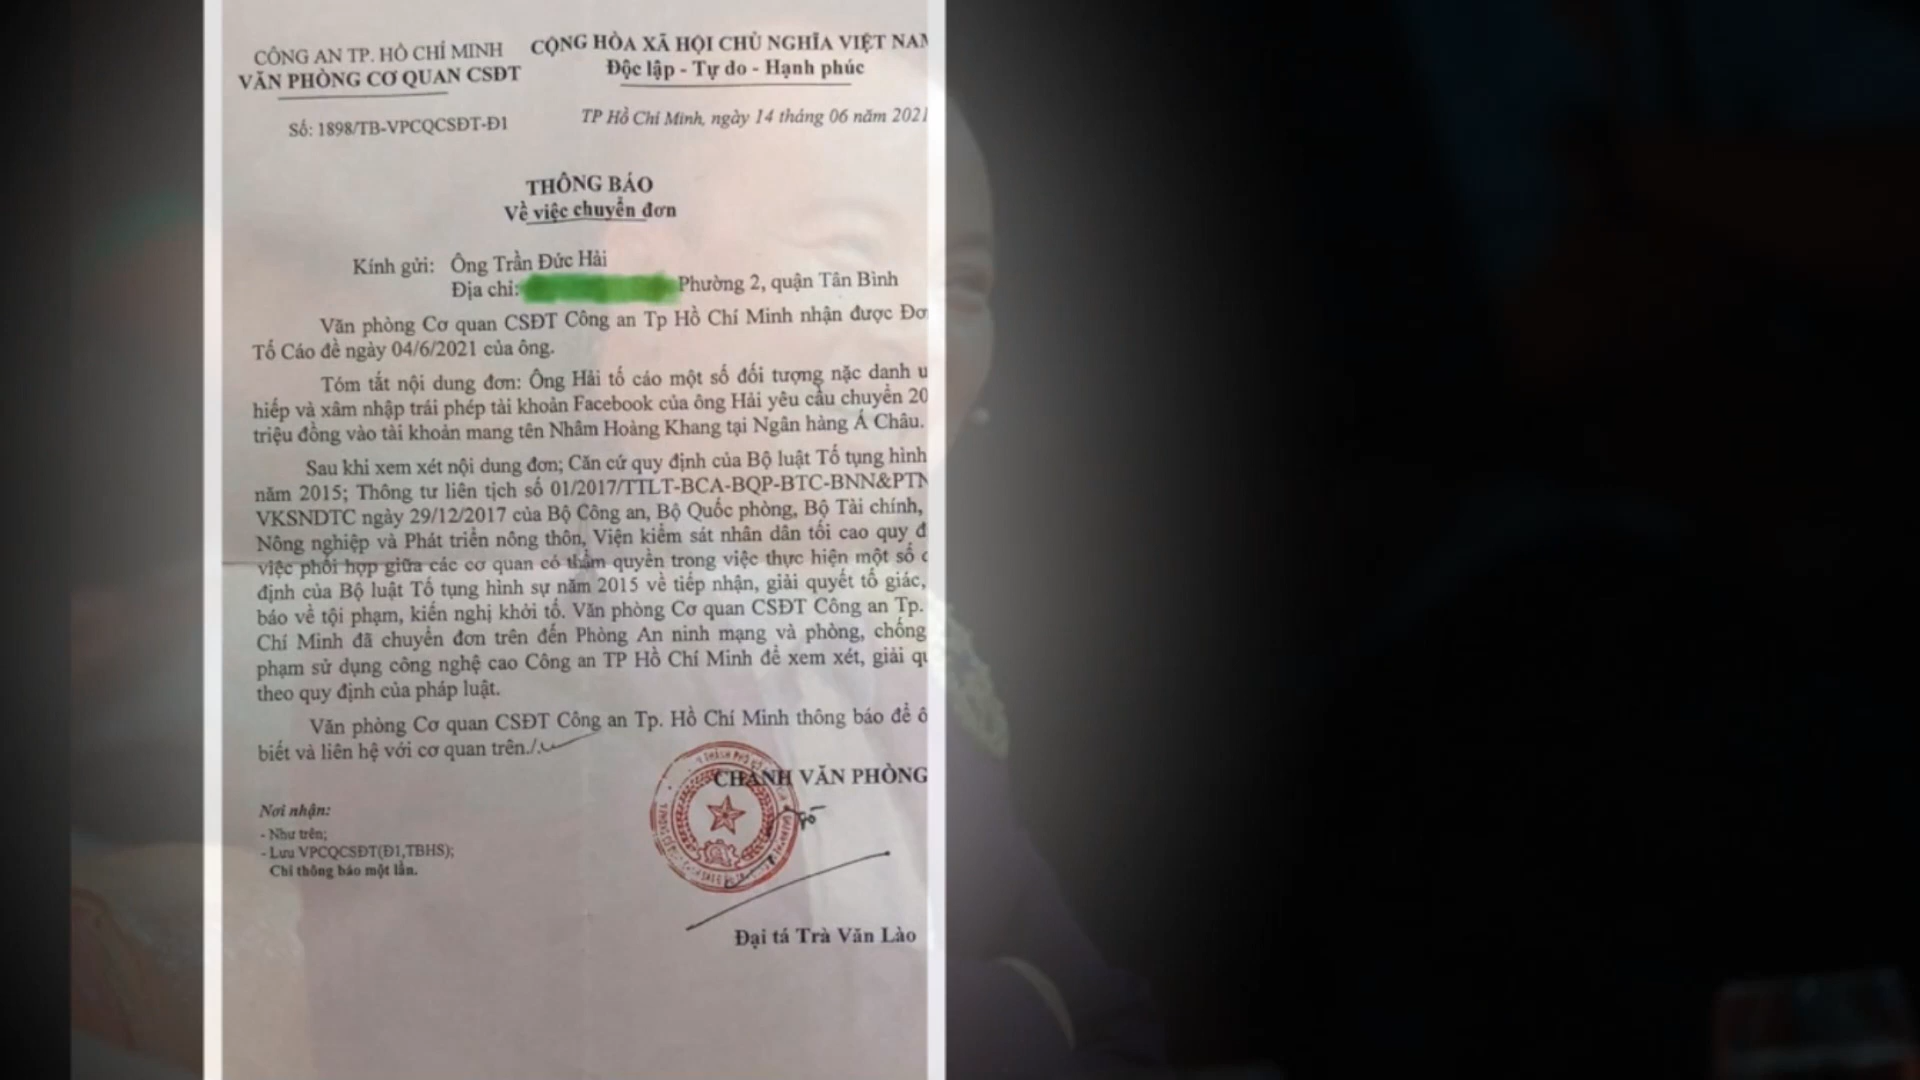 CÔNG AN TP. HỒ CHÍ MINH
VĂN PHÒNG CƠ QUAN CSĐT
Số: 1898/TB-VPCQCSĐT-Đ1
CỘNG HÒA XÃ HỘI CHỦ NGHĨA VIỆT NAM
Độc lập - Tự do - Hạnh phúc
TP Hồ Chí Minh, ngày 14 tháng 06 năm 2021
THÔNG BÁO
Về việc chuyển đơn
Kính gửi: Ông Trần Đức Hải
Địa chỉ: Phường 2, quận Tân Bình
Văn phòng Cơ quan CSĐT Công an Tp Hồ Chí Minh nhận được Đơ
Tố Cáo đề ngày 04/6/2021 của ông.
Tóm tắt nội dung đơn: Ông Hải tố cáo một số đối tượng nặc danh u
hiếp và xâm nhập trái phép tài khoản Facebook của ông Hải yêu cầu chuyển 20
triệu đồng vào tài khoản mang tên Nhâm Hoàng Khang tại Ngân hàng Á Châu.
Sau khi xem xét nội dung đơn; Căn cứ quy định của Bộ luật Tố tụng hình
năm 2015; Thông tư liên tịch số 01/2017/TTLT-BCA-BQP-BTC-BNN&PTN
VKSNDTC ngày 29/12/2017 của Bộ Công an, Bộ Quốc phòng, Bộ Tài chính,
Nông nghiệp và Phát triển nông thôn, Viện kiểm sát nhân dân tối cao quy đ
việc phối hợp giữa các cơ quan có thẩm quyền trong việc thực hiện một số q
định của Bộ luật Tố tụng hình sự năm 2015 về tiếp nhận, giải quyết tố giác,
báo về tội phạm, kiến nghị khởi tố. Văn phòng Cơ quan CSĐT Công an Tp.
Chí Minh đã chuyển đơn trên đến Phòng An ninh mạng và phòng, chống
phạm sử dụng công nghệ cao Công an TP Hồ Chí Minh để xem xét, giải qu
theo quy định của pháp luật.
Văn phòng Cơ quan CSĐT Công an Tp. Hồ Chí Minh thông báo để ô
biết và liên hệ với cơ quan trên./.
CHÁNH VĂN PHÒNG
Nơi nhận:
- Như trên;
- Lưu VPCQCSĐT(Đ1,TBHS);
Chỉ thông báo một lần.
Đại tá Trà Văn Lào